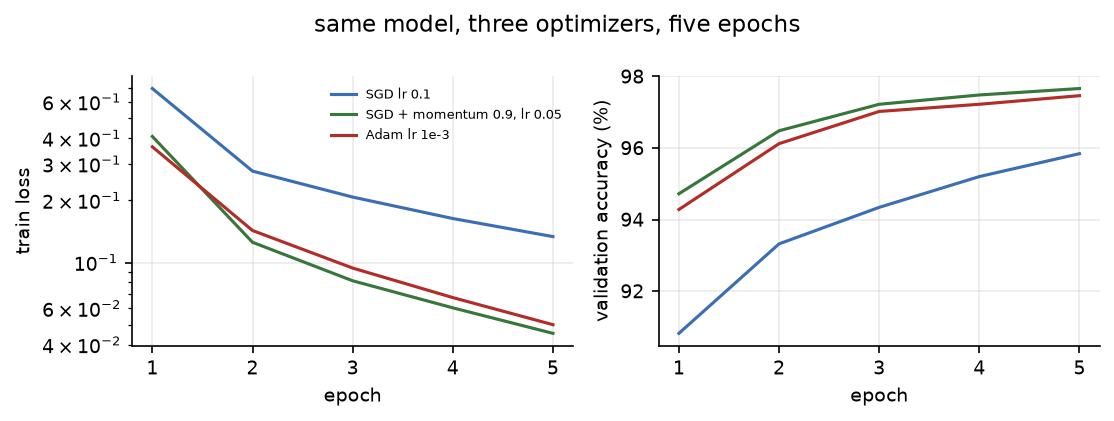 same model, three optimizers, five epochs
train loss
6 × 10⁻¹
4 × 10⁻¹
3 × 10⁻¹
2 × 10⁻¹
10⁻¹
6 × 10⁻²
4 × 10⁻²
SGD lr 0.1
SGD + momentum 0.9, lr 0.05
Adam lr 1e-3
1 2 3 4 5
epoch
validation accuracy (%)
98
96
94
92
1 2 3 4 5
epoch